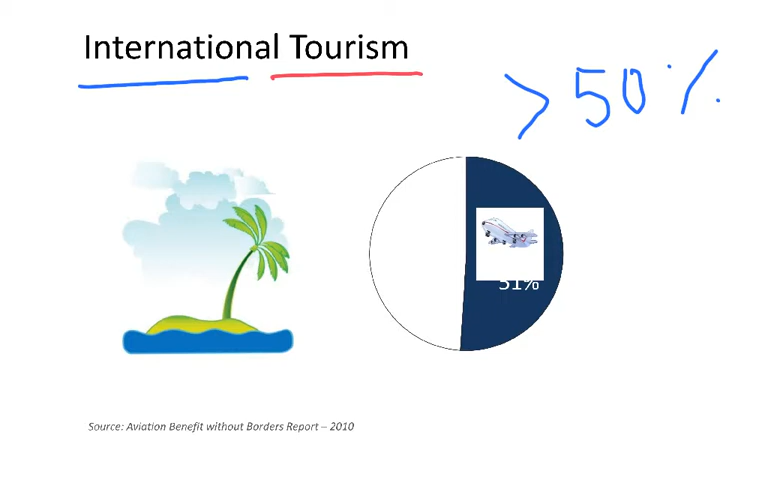 International Tourism
> 50%
51%
Source: Aviation Benefit without Borders Report – 2010